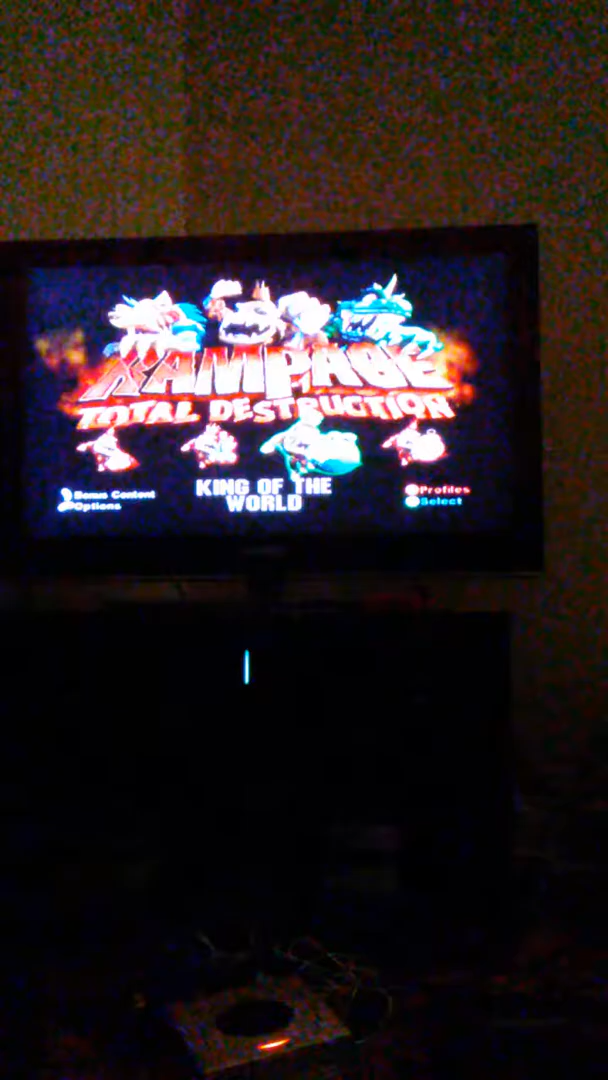 RAMPAGE
TOTAL DESTRUCTION
KING OF THE
WORLD
Bonus Content
Options
Profiles
Select